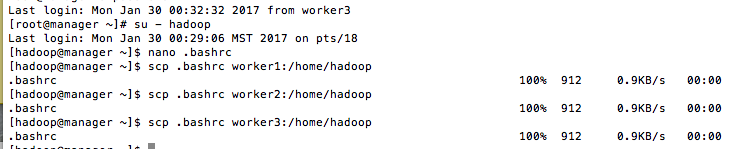 Last login: Mon Jan 30 00:32:32 2017 from worker3
[root@manager ~]# su - hadoop
Last login: Mon Jan 30 00:29:06 MST 2017 on pts/18
[hadoop@manager ~]$ nano .bashrc
[hadoop@manager ~]$ scp .bashrc worker1:/home/hadoop
.bashrc 100% 912 0.9KB/s 00:00
[hadoop@manager ~]$ scp .bashrc worker2:/home/hadoop
.bashrc 100% 912 0.9KB/s 00:00
[hadoop@manager ~]$ scp .bashrc worker3:/home/hadoop
.bashrc 100% 912 0.9KB/s 00:00
[hadoop@manager ~]$